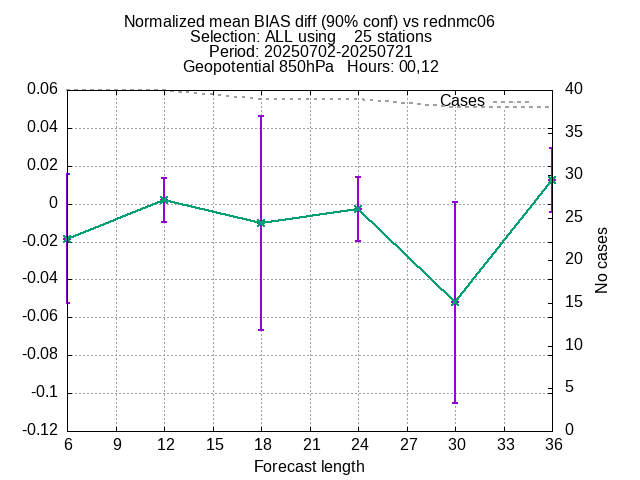 Normalized mean BIAS diff (90% conf) vs rednmc06
Selection: ALL using    25 stations
Period: 20250702-20250721
Geopotential 850hPa   Hours: 00,12
0.06
0.04
0.02
0
-0.02
-0.04
-0.06
-0.08
-0.1
-0.12
Cases
40
35
30
25
20
15
10
5
0
No cases
6 9 12 15 18 21 24 27 30 33 36
Forecast length